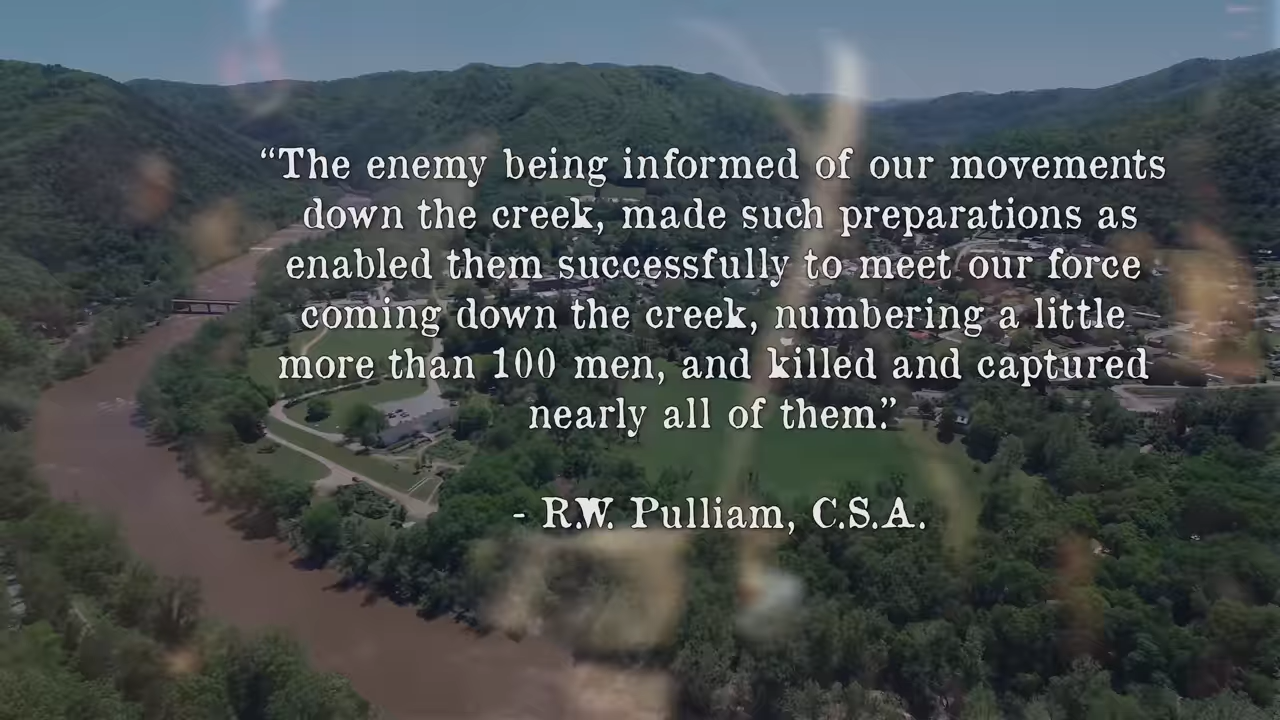 “The enemy being informed of our movements
down the creek, made such preparations as
enabled them successfully to meet our force
coming down the creek, numbering a little
more than 100 men, and killed and captured
nearly all of them.”
- R.W. Pulliam, C.S.A.